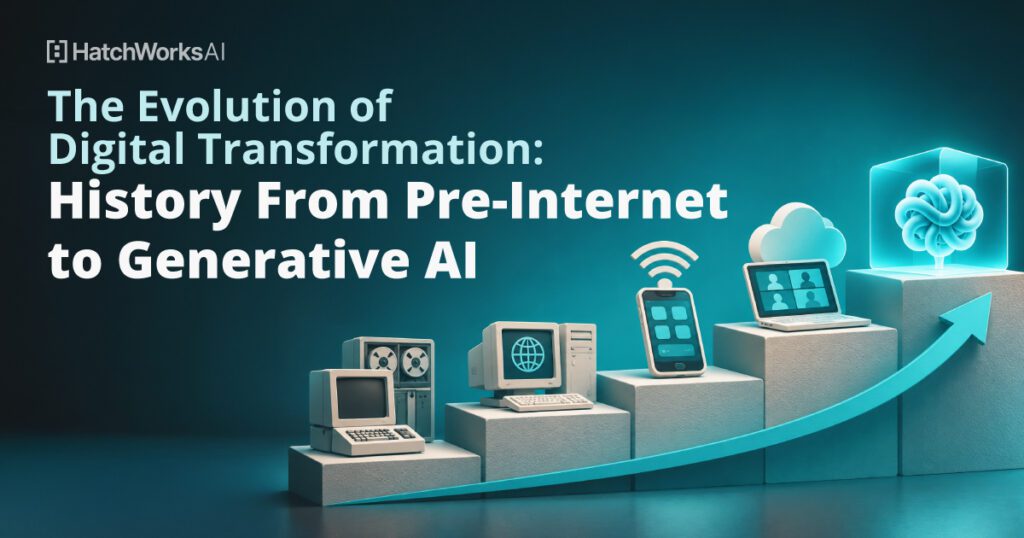 HatchWorksAI
The Evolution of
Digital Transformation:
History From Pre-Internet
to Generative AI